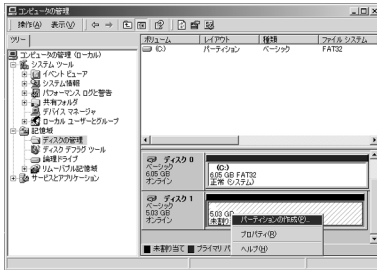 コンピュータの管理
操作(A) 表示(V)
ツリー
コンピュータの管理 (ローカル)
システム ツール
イベント ビューア
システム情報
パフォーマンス ログと警告
共有フォルダ
デバイス マネージャ
ローカル ユーザーとグループ
記憶域
ディスクの管理
ディスク デフラグ ツール
論理ドライブ
リムーバブル記憶域
サービスとアプリケーション
ボリューム レイアウト 種類 ファイル システム
(C:) パーティション ベーシック FAT32
ディスク 0
ベーシック
6.05 GB
オンライン
(C:)
6.05 GB FAT32
正常 (システム)
ディスク 1
ベーシック
5.03 GB
オンライン
5.03 GB
未割り
パーティションの作成(P)...
プロパティ(R)
ヘルプ(H)
未割り当て プライマリ パ